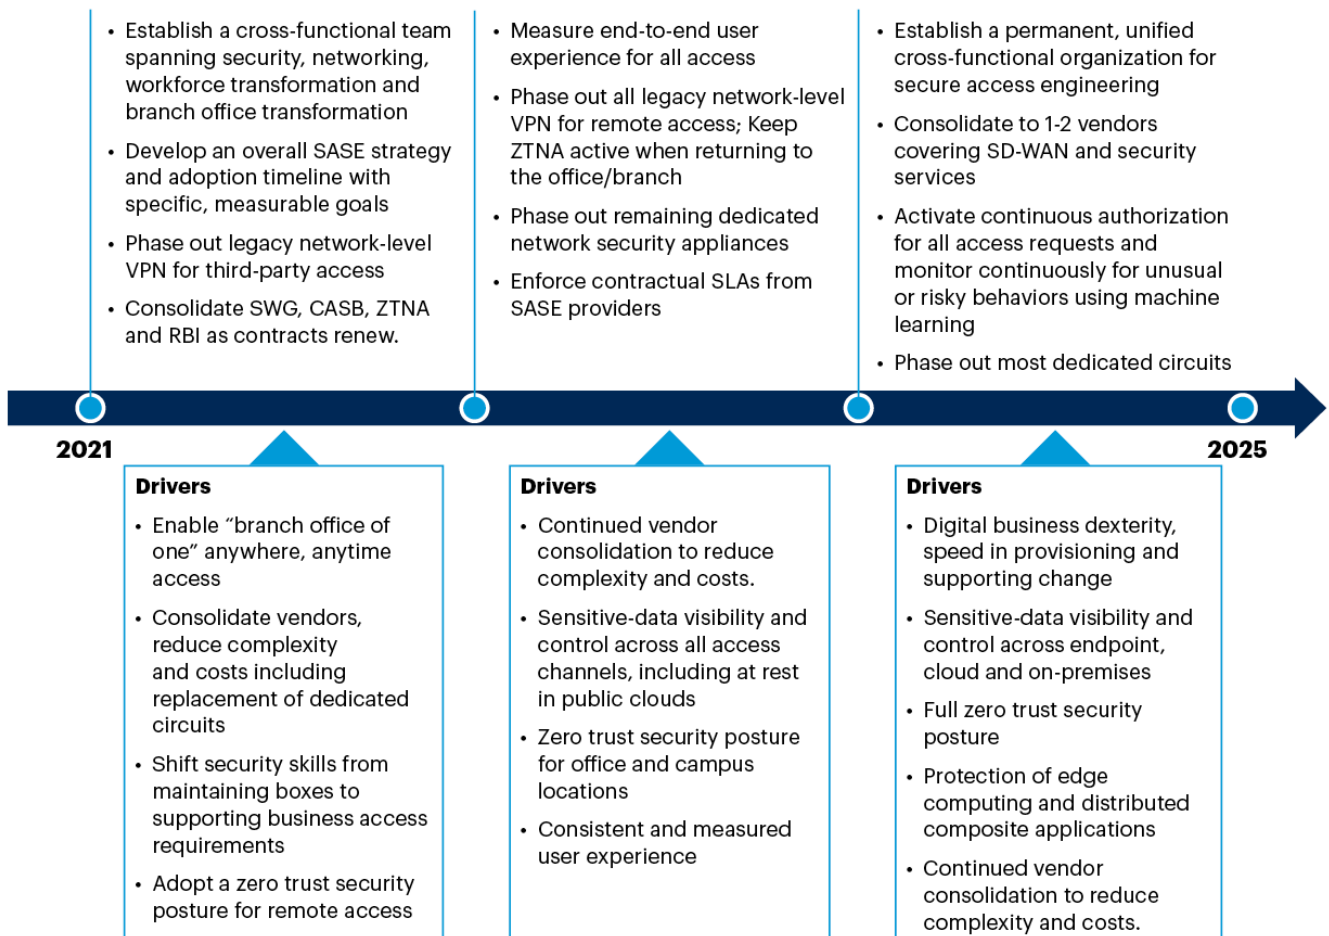 • Establish a cross-functional team
spanning security, networking,
workforce transformation and
branch office transformation
• Develop an overall SASE strategy
and adoption timeline with
specific, measurable goals
• Phase out legacy network-level
VPN for third-party access
• Consolidate SWG, CASB, ZTNA
and RBI as contracts renew.
• Measure end-to-end user
experience for all access
• Phase out all legacy network-level
VPN for remote access; Keep
ZTNA active when returning to
the office/branch
• Phase out remaining dedicated
network security appliances
• Enforce contractual SLAs from
SASE providers
• Establish a permanent, unified
cross-functional organization for
secure access engineering
• Consolidate to 1-2 vendors
covering SD-WAN and security
services
• Activate continuous authorization
for all access requests and
monitor continuously for unusual
or risky behaviors using machine
learning
• Phase out most dedicated circuits
2021
2025
Drivers
• Enable “branch office of
one” anywhere, anytime
access
• Consolidate vendors,
reduce complexity
and costs including
replacement of dedicated
circuits
• Shift security skills from
maintaining boxes to
supporting business access
requirements
• Adopt a zero trust security
posture for remote access
Drivers
• Continued vendor
consolidation to reduce
complexity and costs.
• Sensitive-data visibility and
control across all access
channels, including at rest
in public clouds
• Zero trust security posture
for office and campus
locations
• Consistent and measured
user experience
Drivers
• Digital business dexterity,
speed in provisioning and
supporting change
• Sensitive-data visibility and
control across endpoint,
cloud and on-premises
• Full zero trust security
posture
• Protection of edge
computing and distributed
composite applications
• Continued vendor
consolidation to reduce
complexity and costs.